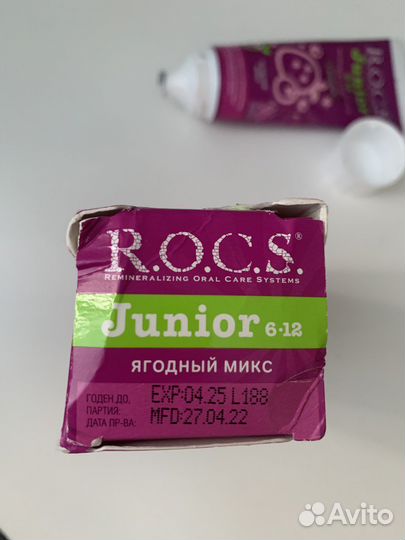 R.O.C.S.
Junior
R.O.C.S.®
REMINERALIZING ORAL CARE SYSTEMS
Junior 6-12
ЯГОДНЫЙ МИКС
ГОДЕН ДО, EXP:04.25 L188
ПАРТИЯ:
ДАТА ПР-ВА: MFD:27.04.22
Avito